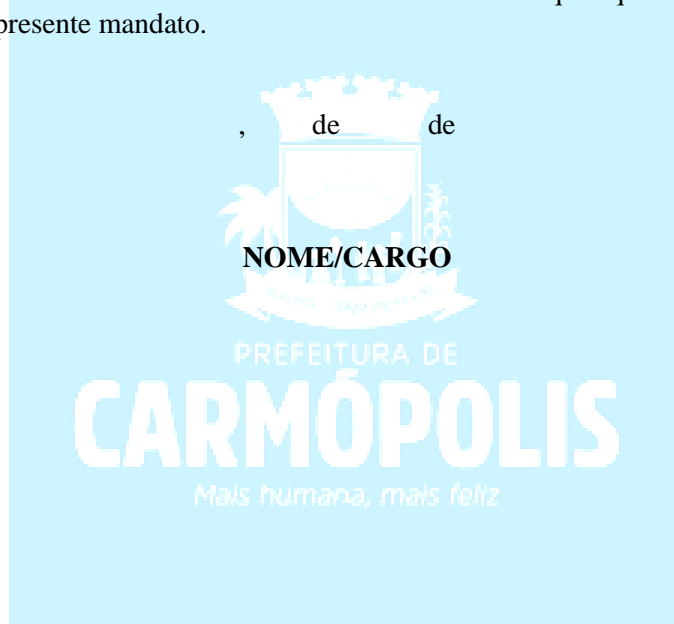 presente mandato.
, de de
NOME/CARGO
PREFEITURA DE
CARMÓPOLIS
Mais humana, mais feliz